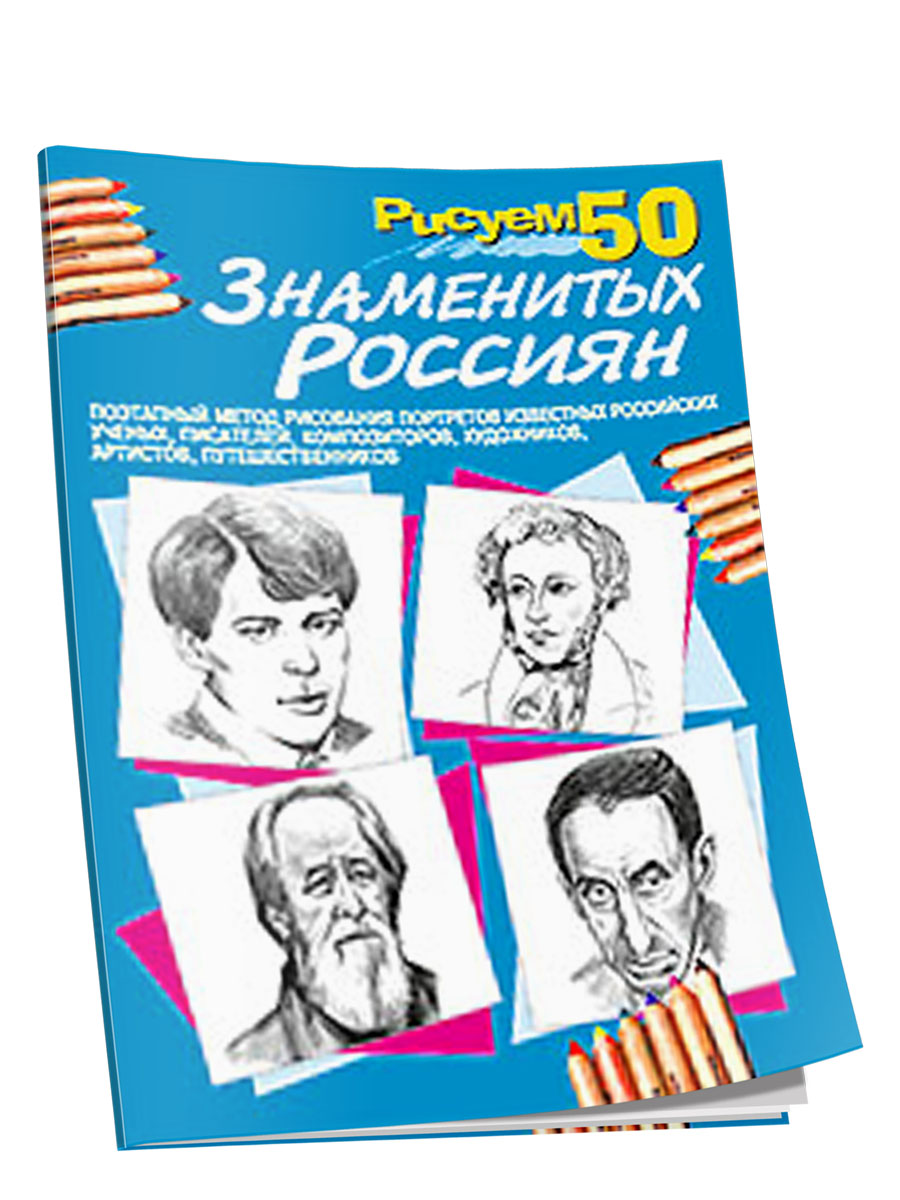 Рисуем 50
Знаменитых
Россиян
ПОЭТАПНЫЙ МЕТОД РИСОВАНИЯ ПОРТРЕТОВ ИЗВЕСТНЫХ РОССИЙСКИХ
УЧЕНЫХ, ПИСАТЕЛЕЙ, КОМПОЗИТОРОВ, ХУДОЖНИКОВ,
АРТИСТОВ, ПУТЕШЕСТВЕННИКОВ